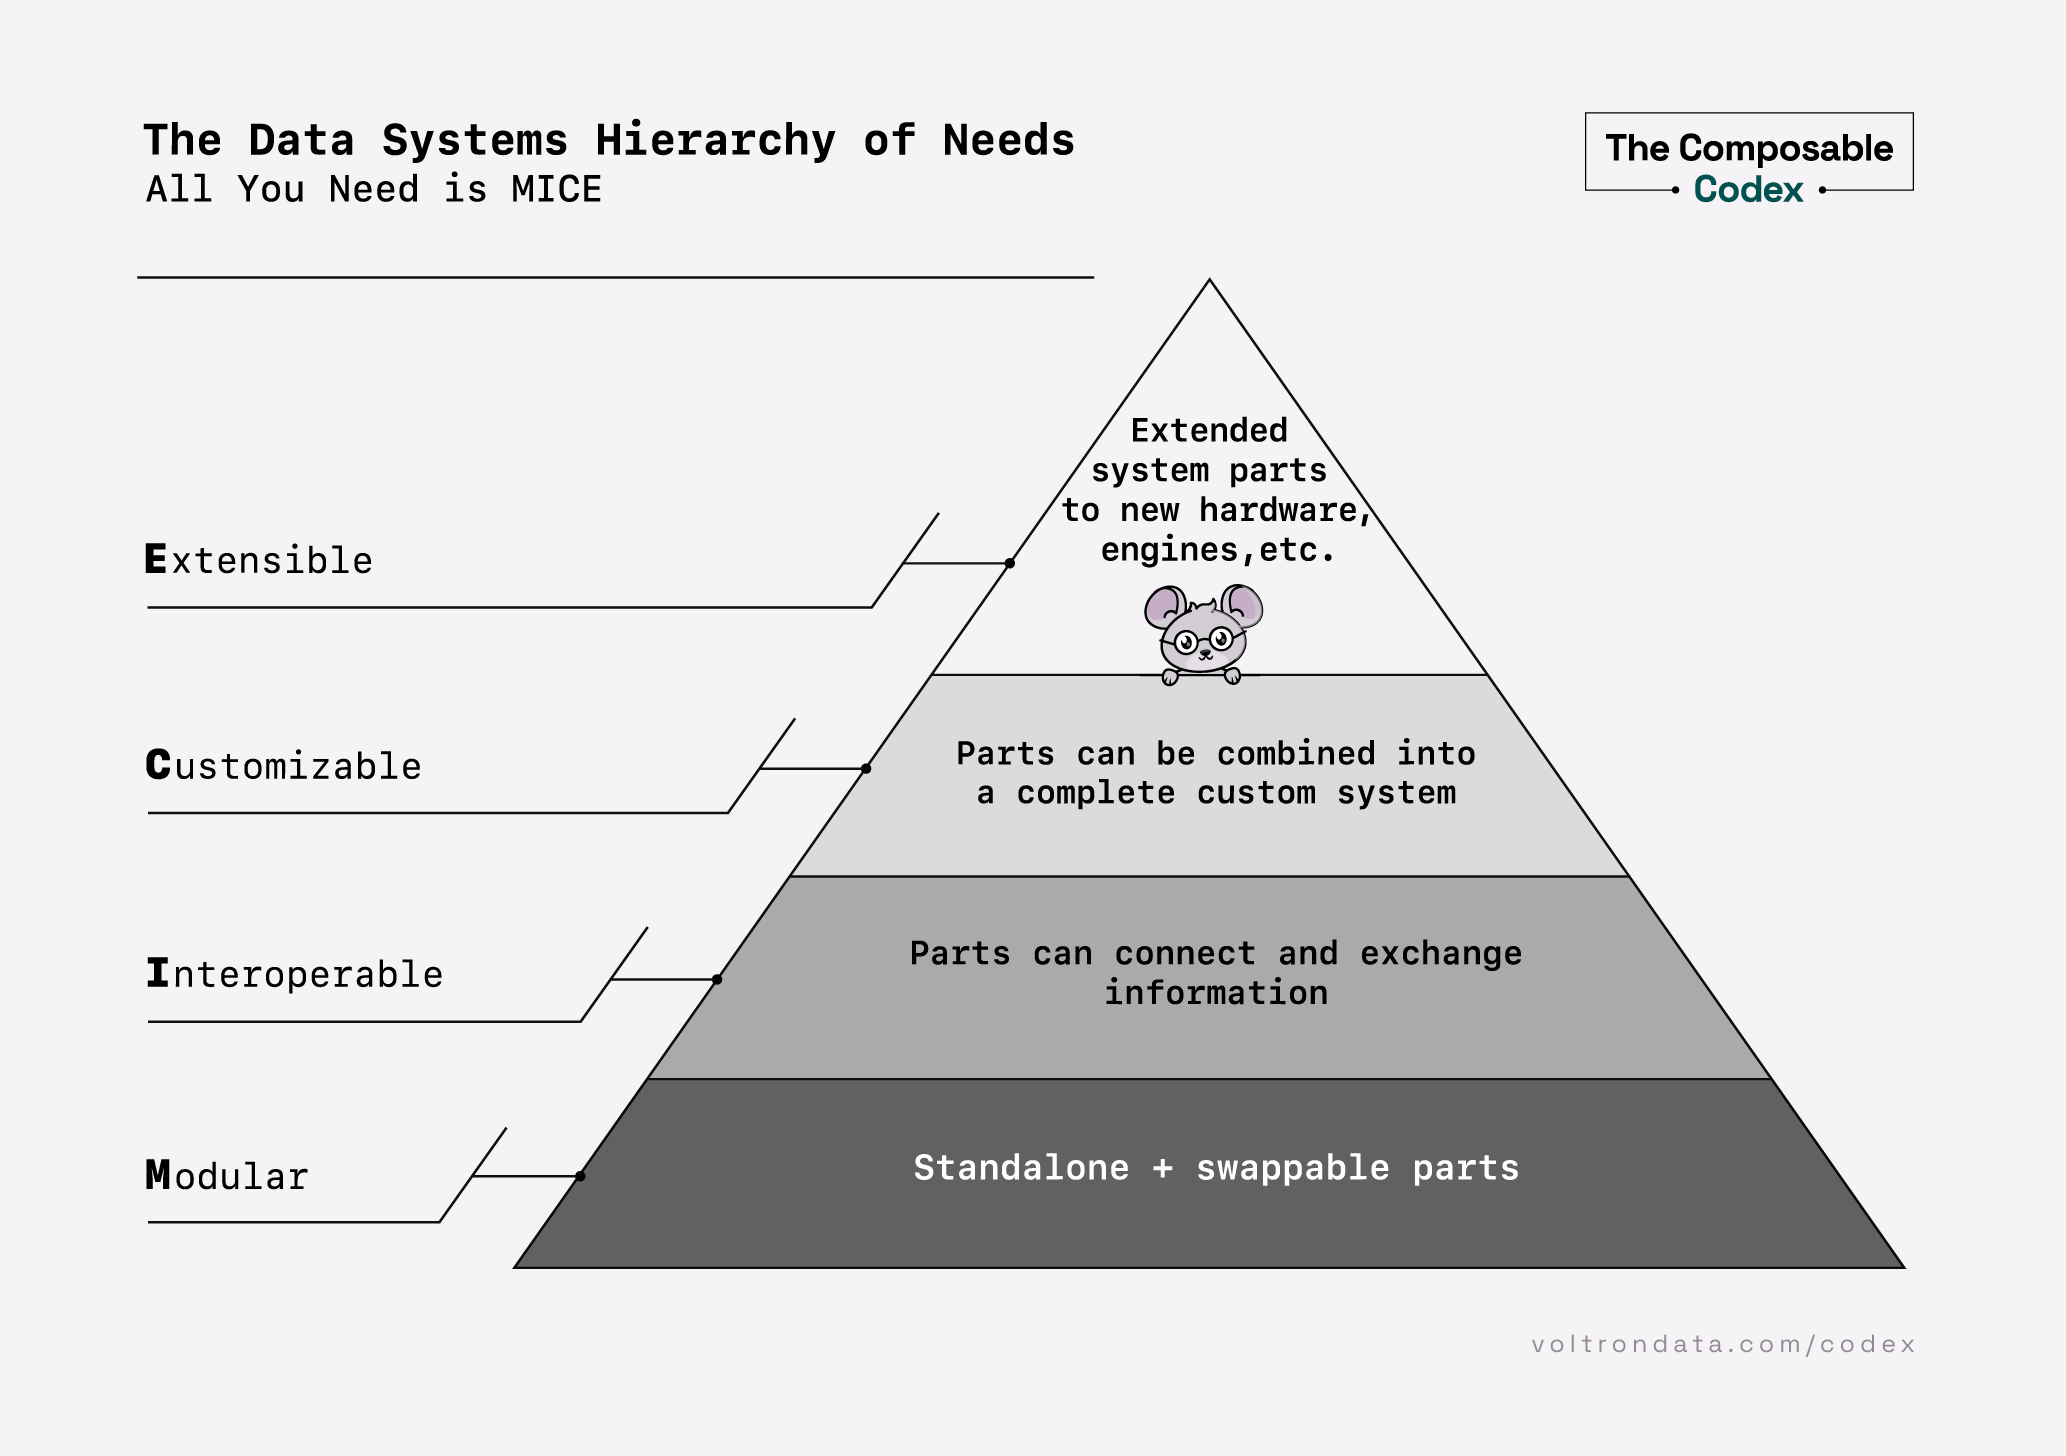 The Data Systems Hierarchy of Needs
All You Need is MICE
The Composable
Codex
Extended
system parts
to new hardware,
engines,etc.
Extensible
Parts can be combined into
a complete custom system
Customizable
Parts can connect and exchange
information
Interoperable
Standalone + swappable parts
Modular
voltrondata.com/codex